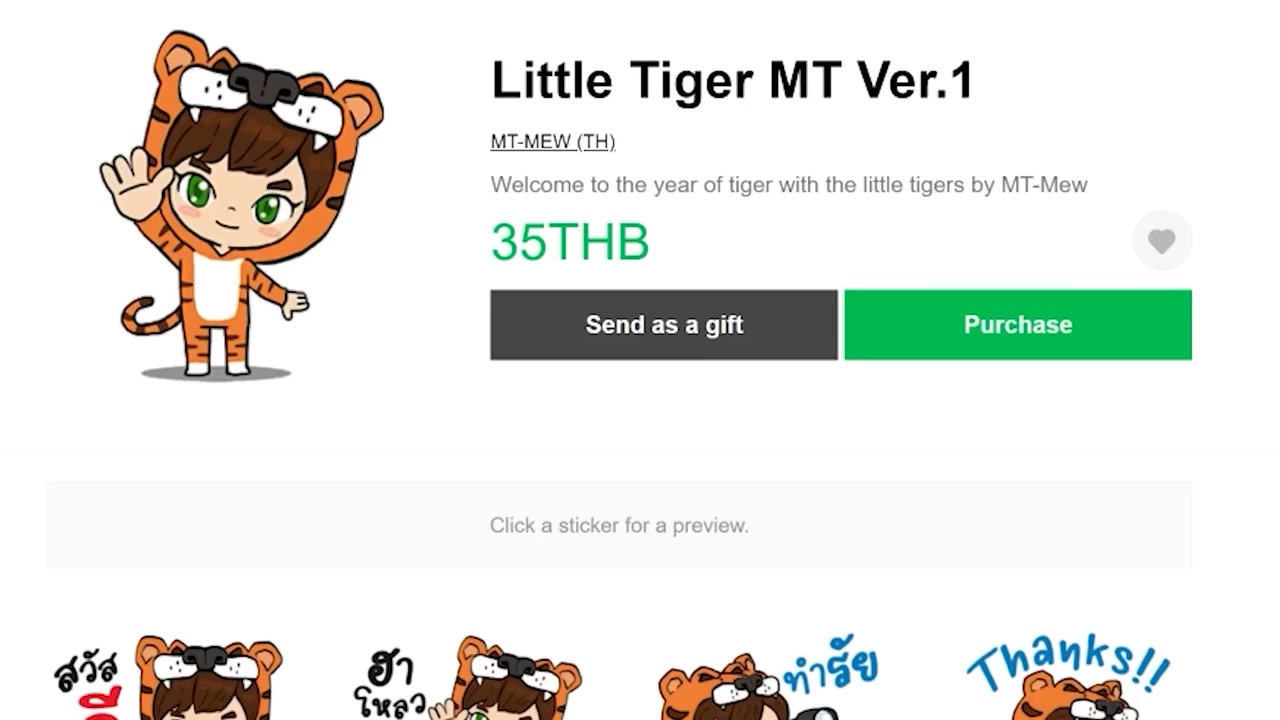 Little Tiger MT Ver.1
MT-MEW (TH)
Welcome to the year of tiger with the little tigers by MT-Mew
35THB
Send as a gift
Purchase
Click a sticker for a preview.
สวัส
ฮา
โหลว
ทำรัย
Thanks!!